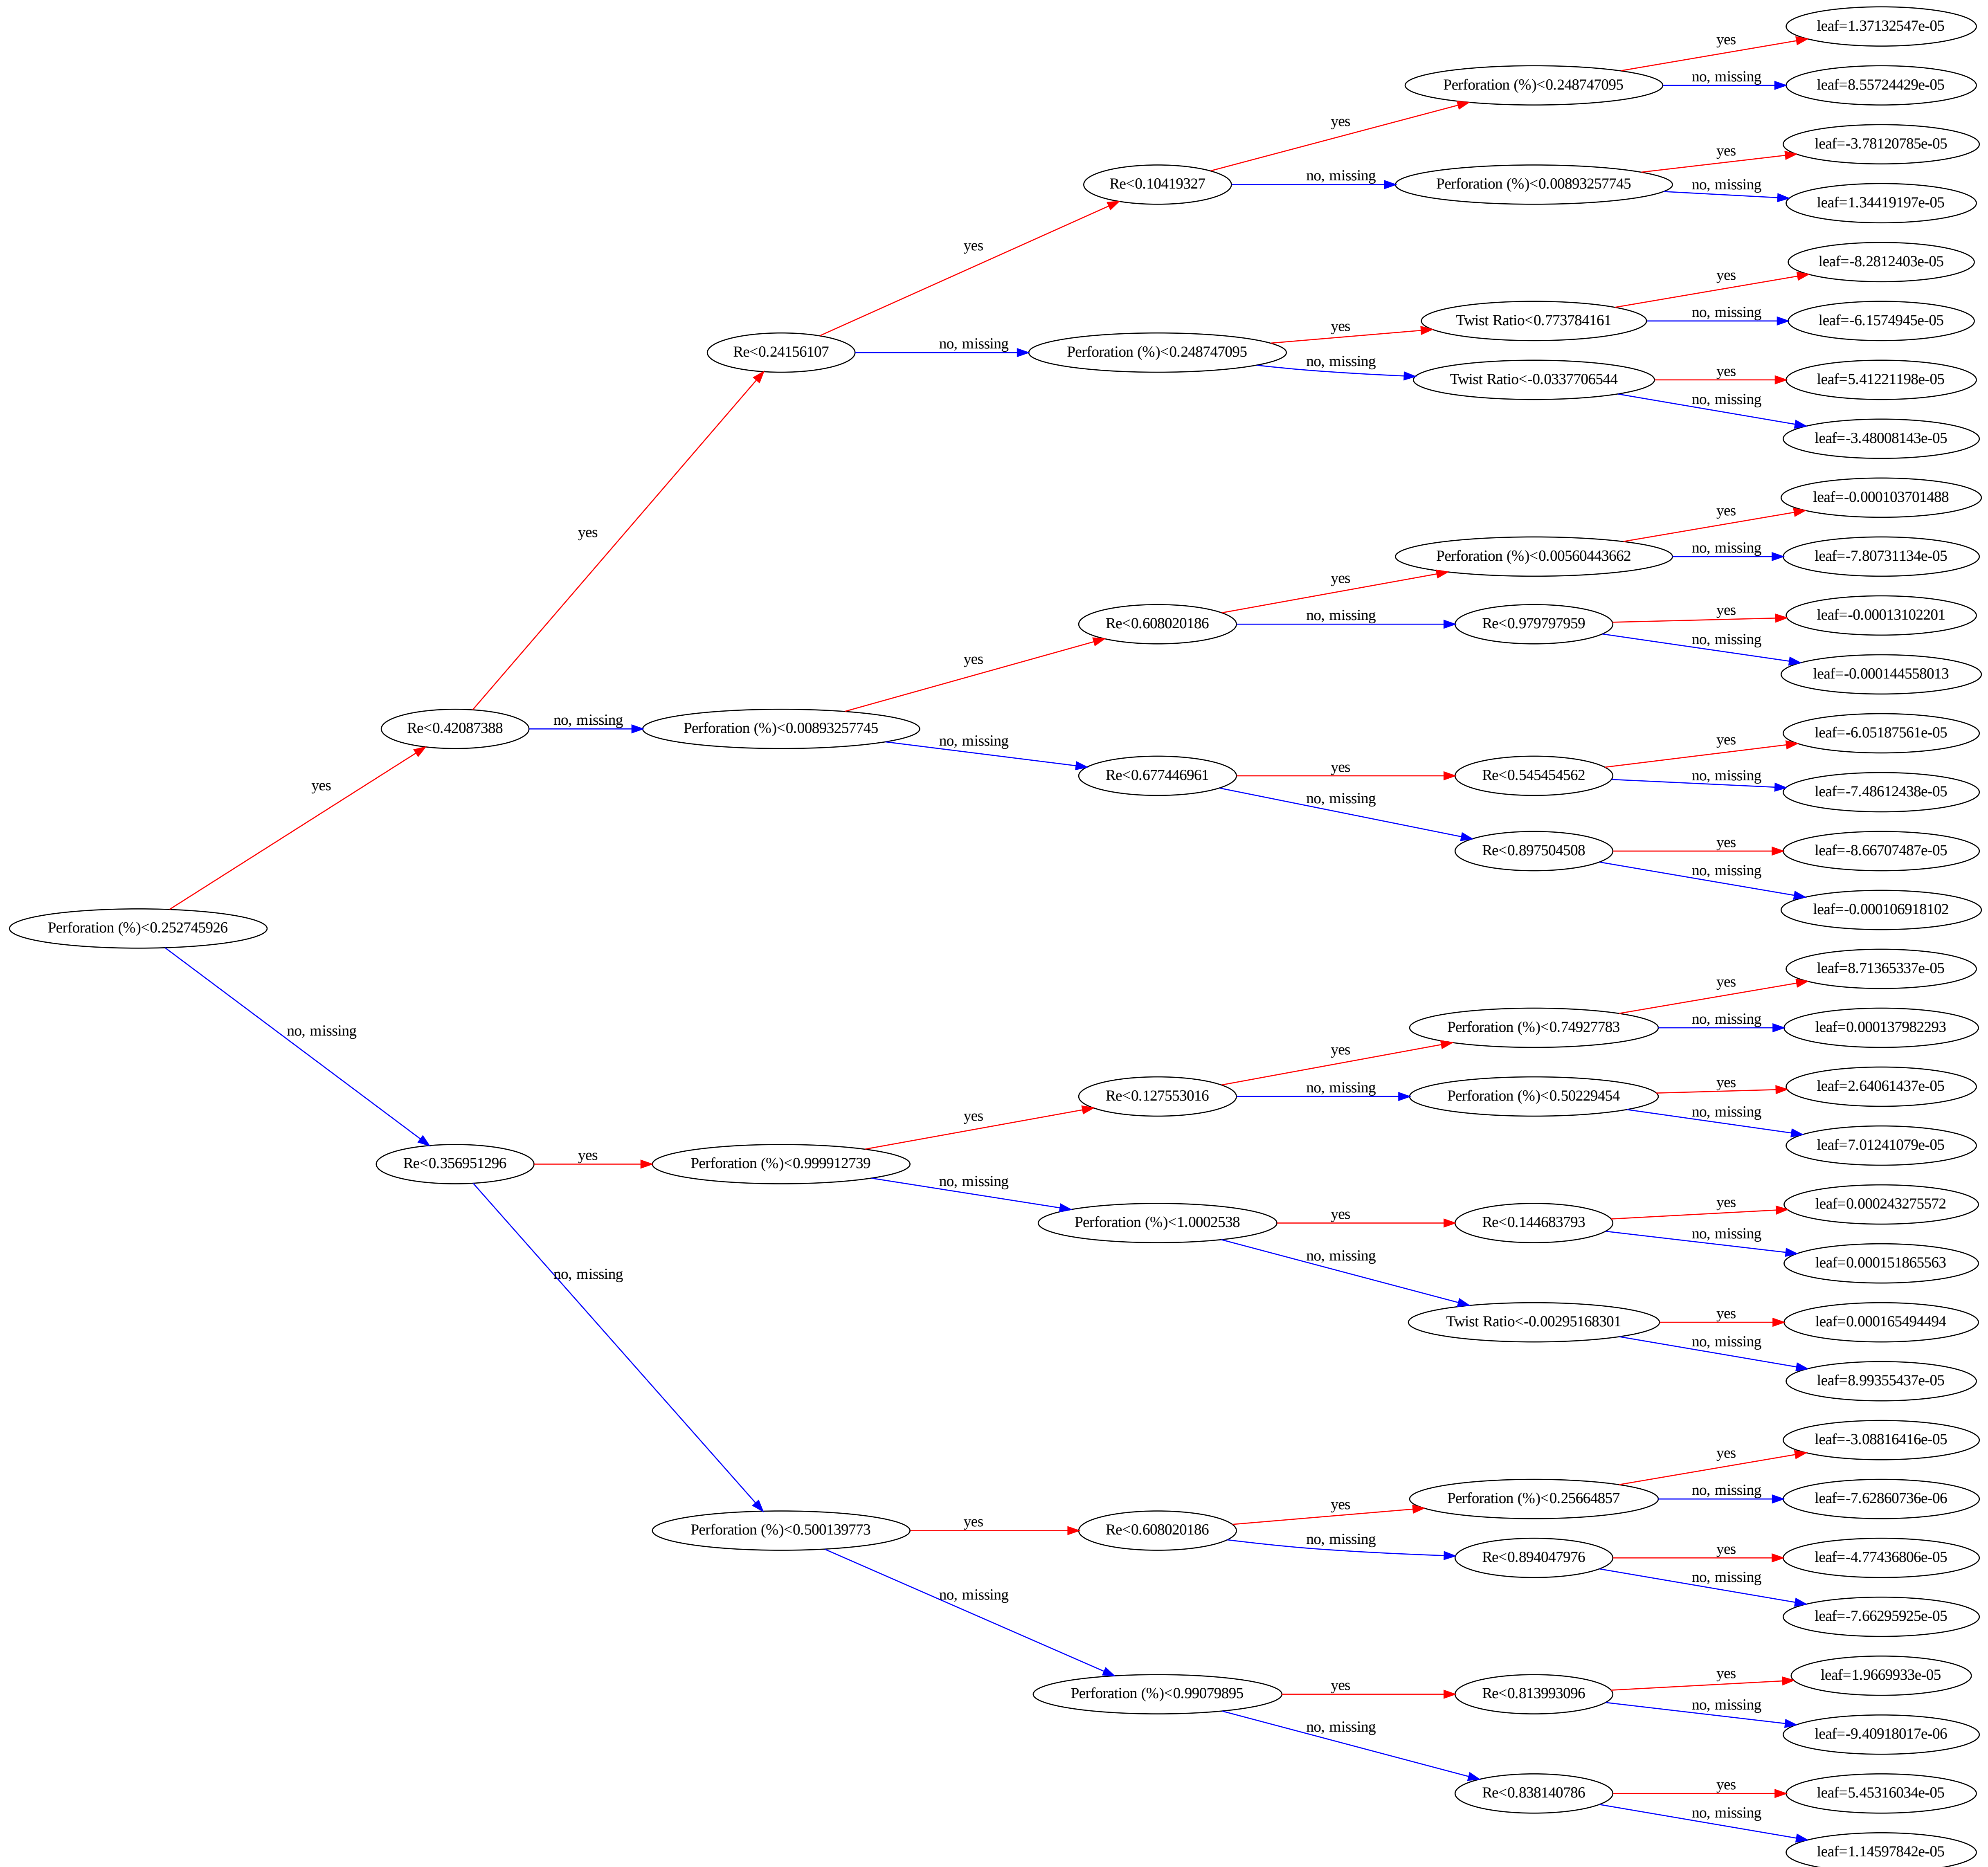 leaf=1.37132547e-05
yes
Perforation (%)<0.248747095
no, missing
leaf=8.55724429e-05
yes
leaf=-3.78120785e-05
yes
Re<0.10419327
no, missing
Perforation (%)<0.00893257745
no, missing
leaf=1.34419197e-05
yes
leaf=-8.2812403e-05
yes
Twist Ratio<0.773784161
no, missing
leaf=-6.1574945e-05
Re<0.24156107
no, missing
Perforation (%)<0.248747095
yes
no, missing
Twist Ratio<-0.0337706544
yes
leaf=5.41221198e-05
no, missing
leaf=-3.48008143e-05
yes
leaf=-0.000103701488
yes
Perforation (%)<0.00560443662
no, missing
leaf=-7.80731134e-05
yes
Re<0.608020186
no, missing
Re<0.979797959
yes
leaf=-0.00013102201
no, missing
leaf=-0.000144558013
yes
Re<0.42087388
no, missing
Perforation (%)<0.00893257745
no, missing
Re<0.677446961
yes
Re<0.545454562
yes
leaf=-6.05187561e-05
no, missing
leaf=-7.48612438e-05
no, missing
Re<0.897504508
yes
leaf=-8.66707487e-05
no, missing
leaf=-0.000106918102
yes
Perforation (%)<0.252745926
no, missing
leaf=8.71365337e-05
yes
Perforation (%)<0.74927783
no, missing
leaf=0.000137982293
yes
Re<0.127553016
no, missing
Perforation (%)<0.50229454
yes
leaf=2.64061437e-05
no, missing
leaf=7.01241079e-05
yes
Re<0.356951296
yes
Perforation (%)<0.999912739
no, missing
Perforation (%)<1.0002538
yes
Re<0.144683793
yes
leaf=0.000243275572
no, missing
leaf=0.000151865563
no, missing
Twist Ratio<-0.00295168301
yes
leaf=0.000165494494
no, missing
leaf=8.99355437e-05
no, missing
leaf=-3.08816416e-05
yes
Perforation (%)<0.25664857
no, missing
leaf=-7.62860736e-06
yes
Perforation (%)<0.500139773
yes
Re<0.608020186
no, missing
Re<0.894047976
yes
leaf=-4.77436806e-05
no, missing
leaf=-7.66295925e-05
no, missing
Perforation (%)<0.99079895
yes
Re<0.813993096
yes
leaf=1.9669933e-05
no, missing
leaf=-9.40918017e-06
no, missing
Re<0.838140786
yes
leaf=5.45316034e-05
no, missing
leaf=1.14597842e-05